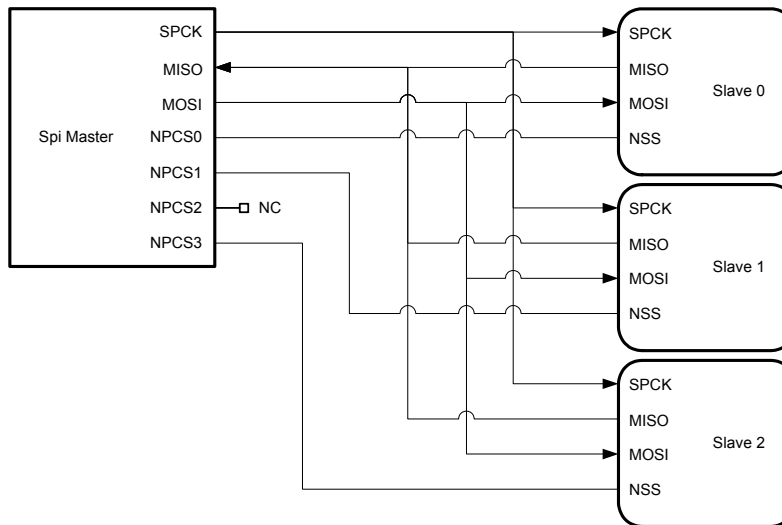 Spi Master
SPCK
MISO
MOSI
NPCS0
NPCS1
NPCS2
NPCS3
NC
SPCK
MISO
MOSI
NSS
Slave 0
SPCK
MISO
MOSI
NSS
Slave 1
SPCK
MISO
MOSI
NSS
Slave 2